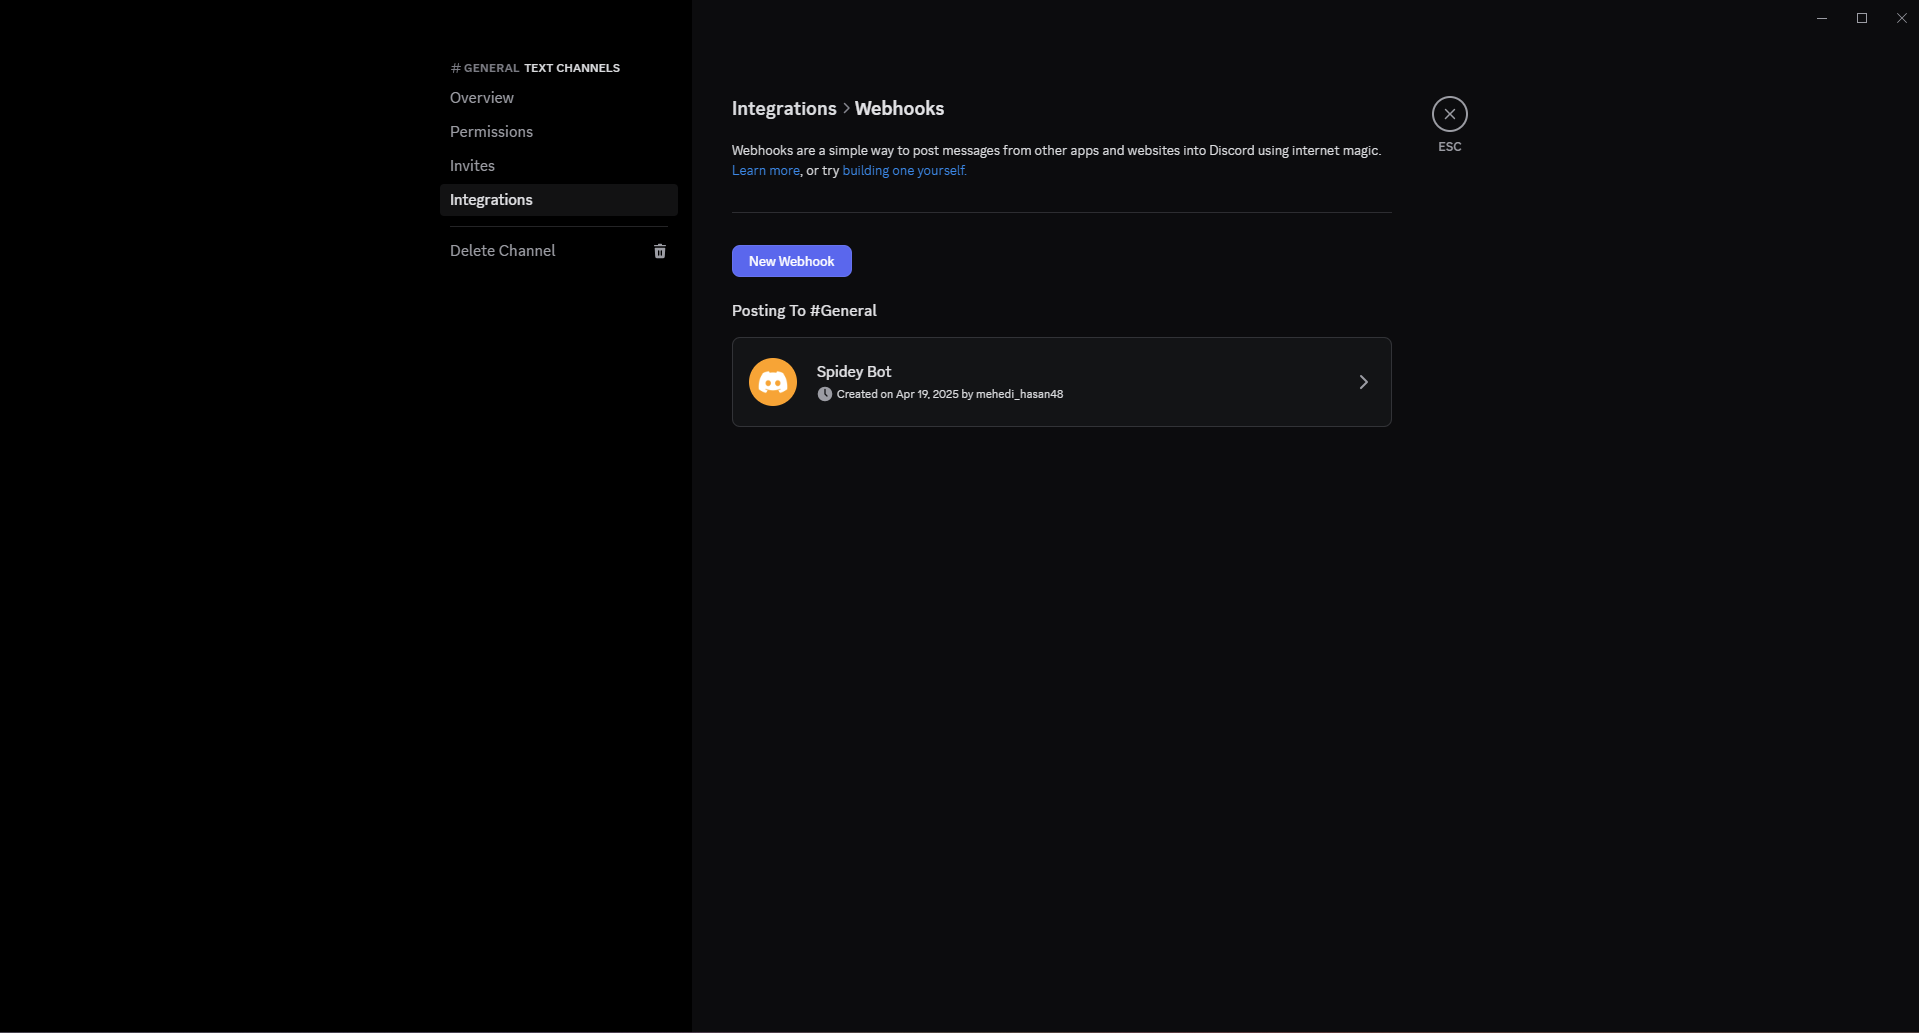 # GENERAL TEXT CHANNELS
Overview
Permissions
Invites
Integrations
Delete Channel
Integrations > Webhooks
ESC
Webhooks are a simple way to post messages from other apps and websites into Discord using internet magic.
Learn more, or try building one yourself.
New Webhook
Posting To #General
Spidey Bot
Created on Apr 19, 2025 by mehedi_hasan48